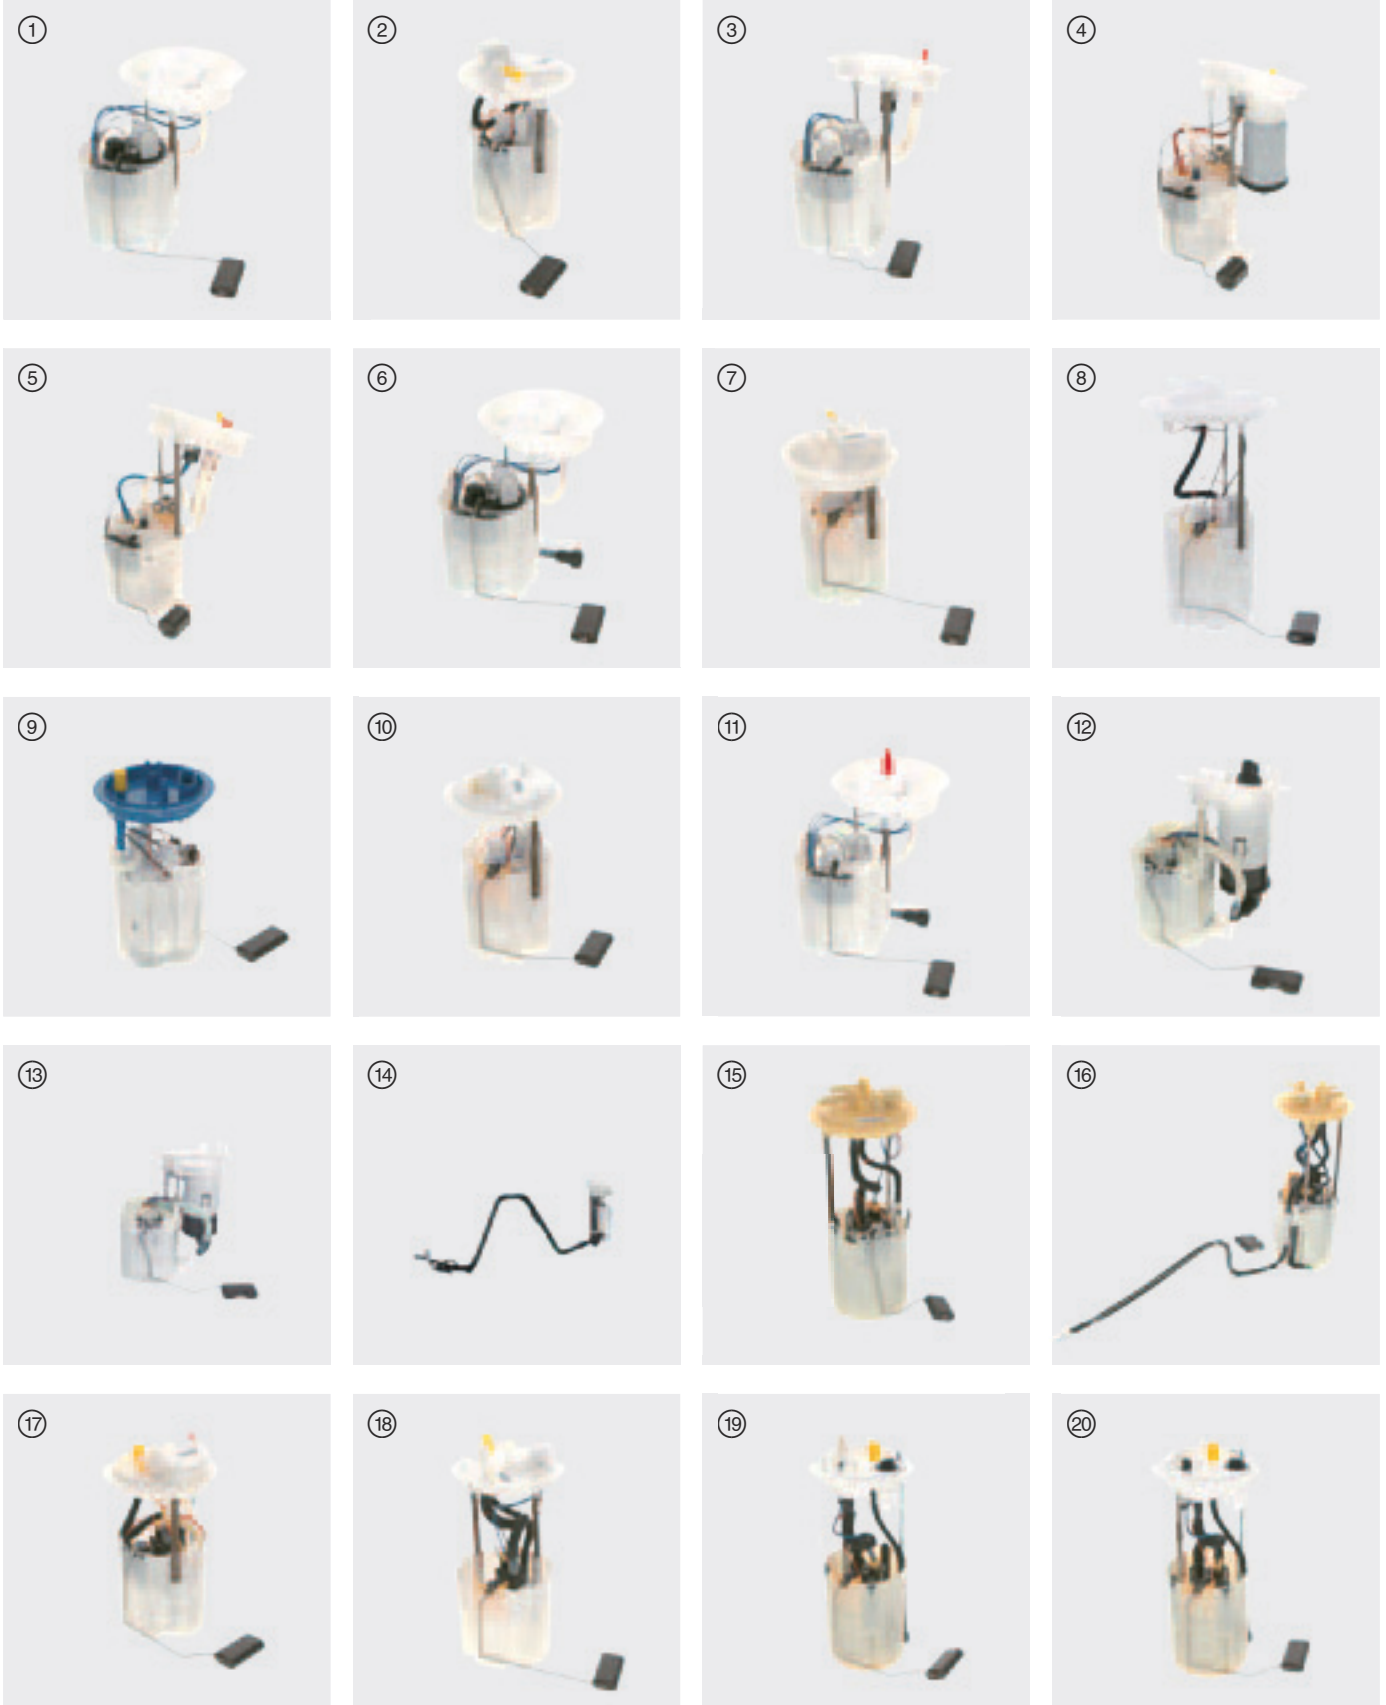 ① ② ③ ④
⑤ ⑥ ⑦ ⑧
⑨ ⑩ ⑪ ⑫
⑬ ⑭ ⑮ ⑯
⑰ ⑱ ⑲ ⑳